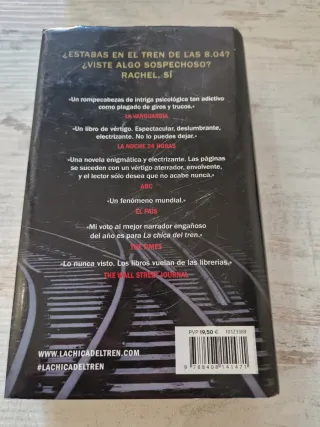 ¿ESTABAS EN EL TREN DE LAS 8.04?
¿VISTE ALGO SOSPECHOSO?
RACHEL, SÍ
«Un rompecabezas de intriga psicológica tan adictivo
como plagado de giros y trucos.»
LA VANGUARDIA
«Un libro de vértigo. Espectacular, deslumbrante,
electrizante. No lo puedes dejar.»
LA NOCHE 24 HORAS
«Una novela enigmática y electrizante. Las páginas
se suceden con un vértigo aterrador, envolvente,
y el lector sólo desea que no acabe nunca.»
ABC
«Un fenómeno mundial.»
EL PAÍS
«Mi voto al mejor narrador engañoso
del año es para La chica del tren.»
THE TIMES
«Lo nunca visto. Los libros vuelan de las librerías.»
THE WALL STREET JOURNAL
PVP 19,50 €
9 788408 141471
WWW.LACHICADELTREN.COM
#LACHICADELTREN